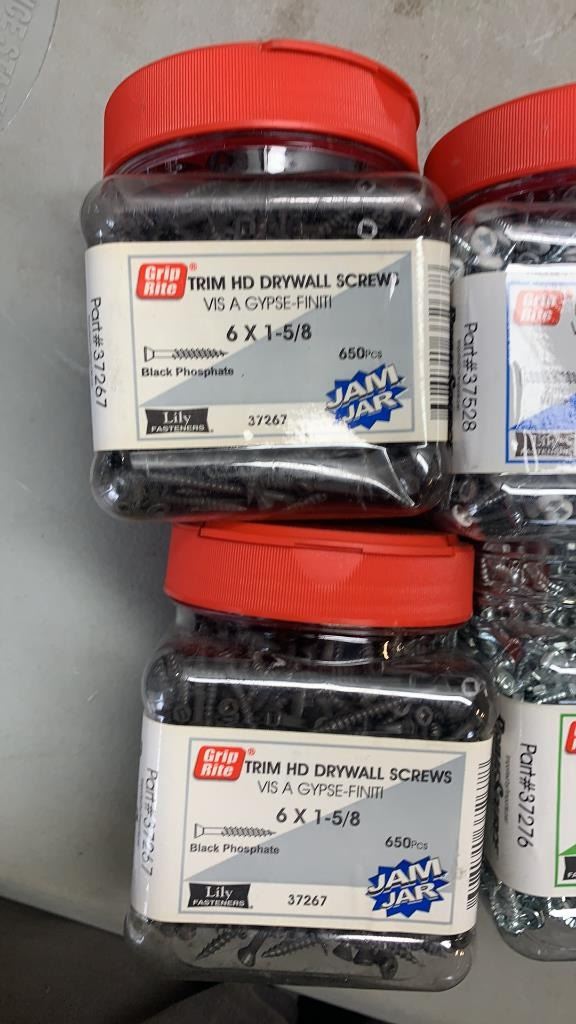 Grip Rite®
TRIM HD DRYWALL SCREWS
VIS A GYPSE-FINITI
6 X 1-5/8
650PCS
Black Phosphate
JAM JAR
Lily FASTENERS
37267
Part# 37267
Grip Rite
Part# 37528
Grip Rite®
TRIM HD DRYWALL SCREWS
VIS A GYPSE-FINITI
6 X 1-5/8
650PCS
Black Phosphate
JAM JAR
Lily FASTENERS
37267
Part# 37267
Part# 37276